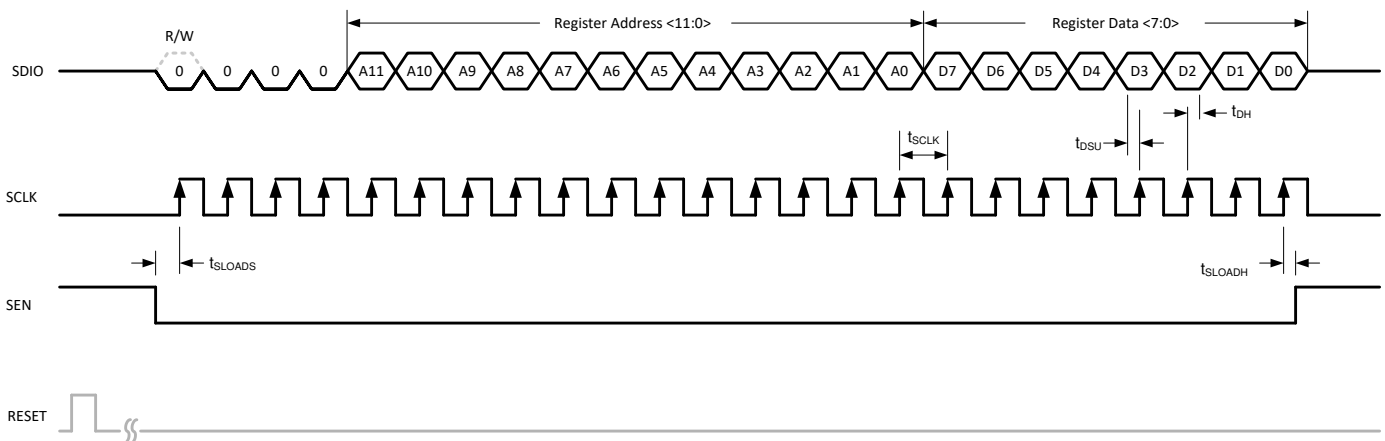 Register Address <11:0>
Register Data <7:0>
R/W
SDIO
0 0 0 0 A11 A10 A9 A8 A7 A6 A5 A4 A3 A2 A1 A0 D7 D6 D5 D4 D3 D2 D1 D0
tDH
tSCLK
tDSU
SCLK
tSLOADS
tSLOADH
SEN
RESET